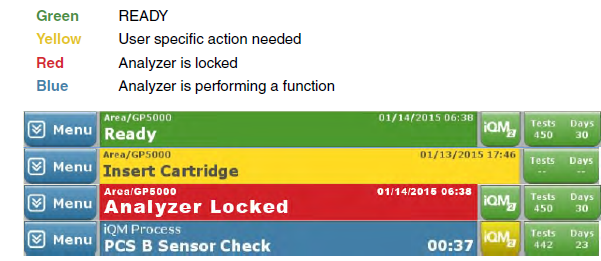 Green READY
Yellow User specific action needed
Red Analyzer is locked
Blue Analyzer is performing a function
Menu Area/GP5000 01/14/2015 06:38 iQM2 Tests Days
Ready 450 30
Menu Area/GP5000 01/13/2015 17:46 Tests Days
Insert Cartridge -- --
Menu Area/GP5000 01/14/2015 06:38 iQM2 Tests Days
Analyzer Locked 450 30
Menu iQM Process iQM2 Tests Days
PCS B Sensor Check 00:37 442 23